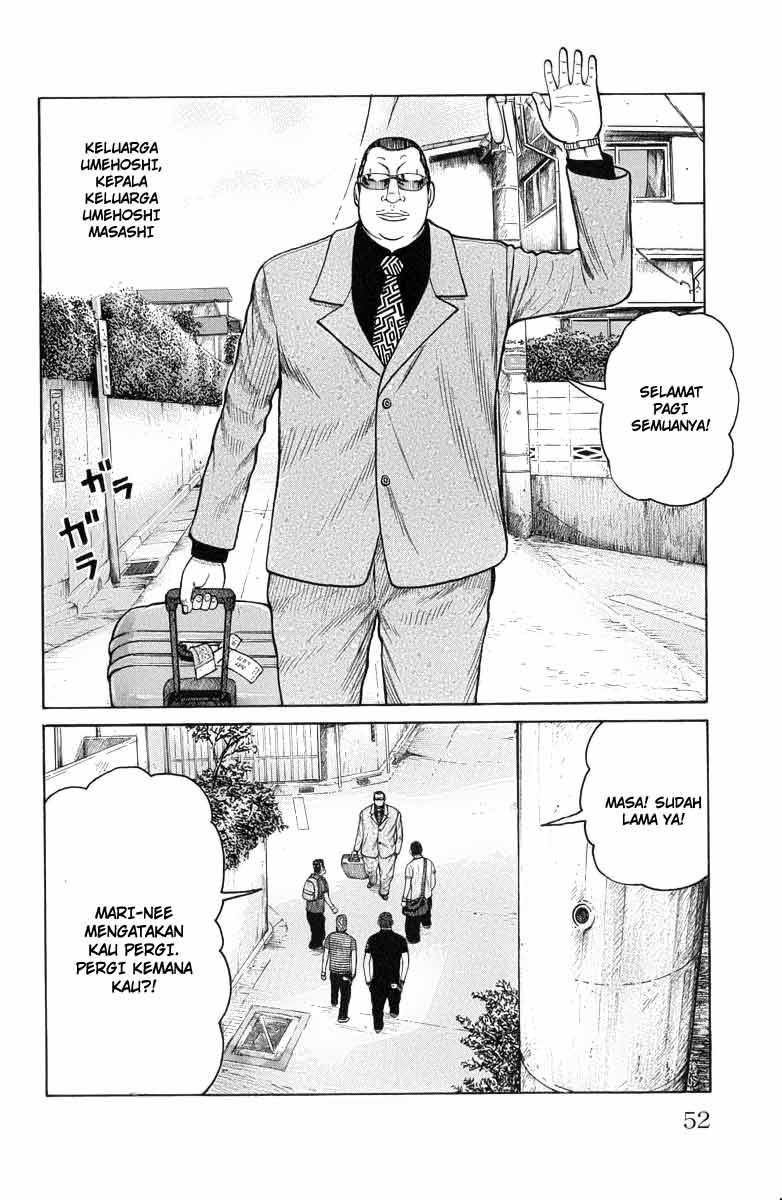 KELUARGA
UMEHOSHI,
KEPALA
KELUARGA
UMEHOSHI
MASASHI
SELAMAT
PAGI
SEMUANYA!
ガラ
ガラ
MASA! SUDAH
LAMA YA!
MARI-NEE
MENGATAKAN
KAU PERGI.
PERGI KEMANA
KAU?!
52